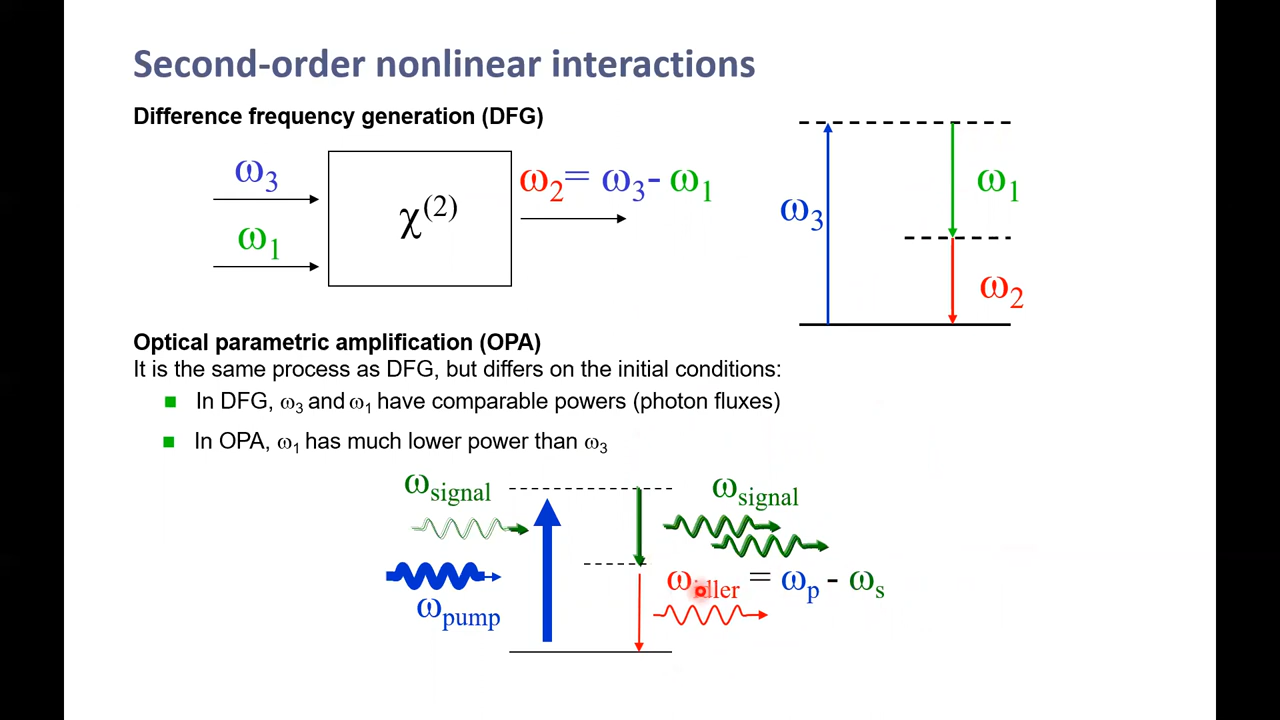 Second-order nonlinear interactions
Difference frequency generation (DFG)
ω3
ω1
χ(2)
ω2= ω3- ω1
ω3
ω1
ω2
Optical parametric amplification (OPA)
It is the same process as DFG, but differs on the initial conditions:
In DFG, ω3 and ω1 have comparable powers (photon fluxes)
In OPA, ω1 has much lower power than ω3
ωsignal
ωpump
ωsignal
ω = ωp - ωs